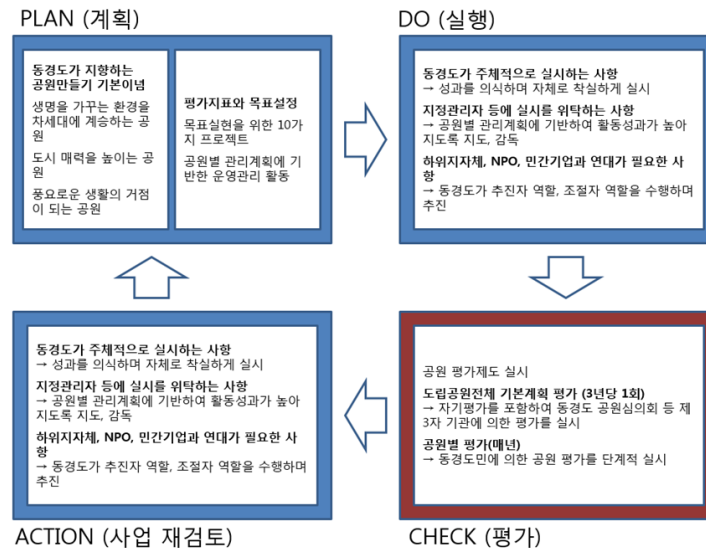 PLAN (계획)
동경도가 지향하는
공원만들기 기본이념
생명을 가꾸는 환경을
차세대에 계승하는 공
원
도시 매력을 높이는 공
원
풍요로운 생활의 거점
이 되는 공원
평가지표와 목표설정
목표실현을 위한 10가
지 프로젝트
공원별 관리계획에 기
반한 운영관리 활동
DO (실행)
동경도가 주체적으로 실시하는 사항
→ 성과를 의식하며 자체로 착실하게 실시
지정관리자 등에 실시를 위탁하는 사항
→ 공원별 관리계획에 기반하여 활동성과가 높아
지도록 지도, 감독
하위지자체, NPO, 민간기업과 연대가 필요한 사
항
→ 동경도가 추진자 역할, 조절자 역할을 수행하며
추진
동경도가 주체적으로 실시하는 사항
→ 성과를 의식하며 자체로 착실하게 실시
지정관리자 등에 실시를 위탁하는 사항
→ 공원별 관리계획에 기반하여 활동성과가 높아
지도록 지도, 감독
하위지자체, NPO, 민간기업과 연대가 필요한 사
항
→ 동경도가 추진자 역할, 조절자 역할을 수행하며
추진
ACTION (사업 재검토)
공원 평가제도 실시
도립공원전체 기본계획 평가 (3년당 1회)
→ 자기평가를 포함하여 동경도 공원심의회 등 제
3자 기관에 의한 평가를 실시
공원별 평가(매년)
→ 동경도민에 의한 공원 평가를 단계적 실시
CHECK (평가)